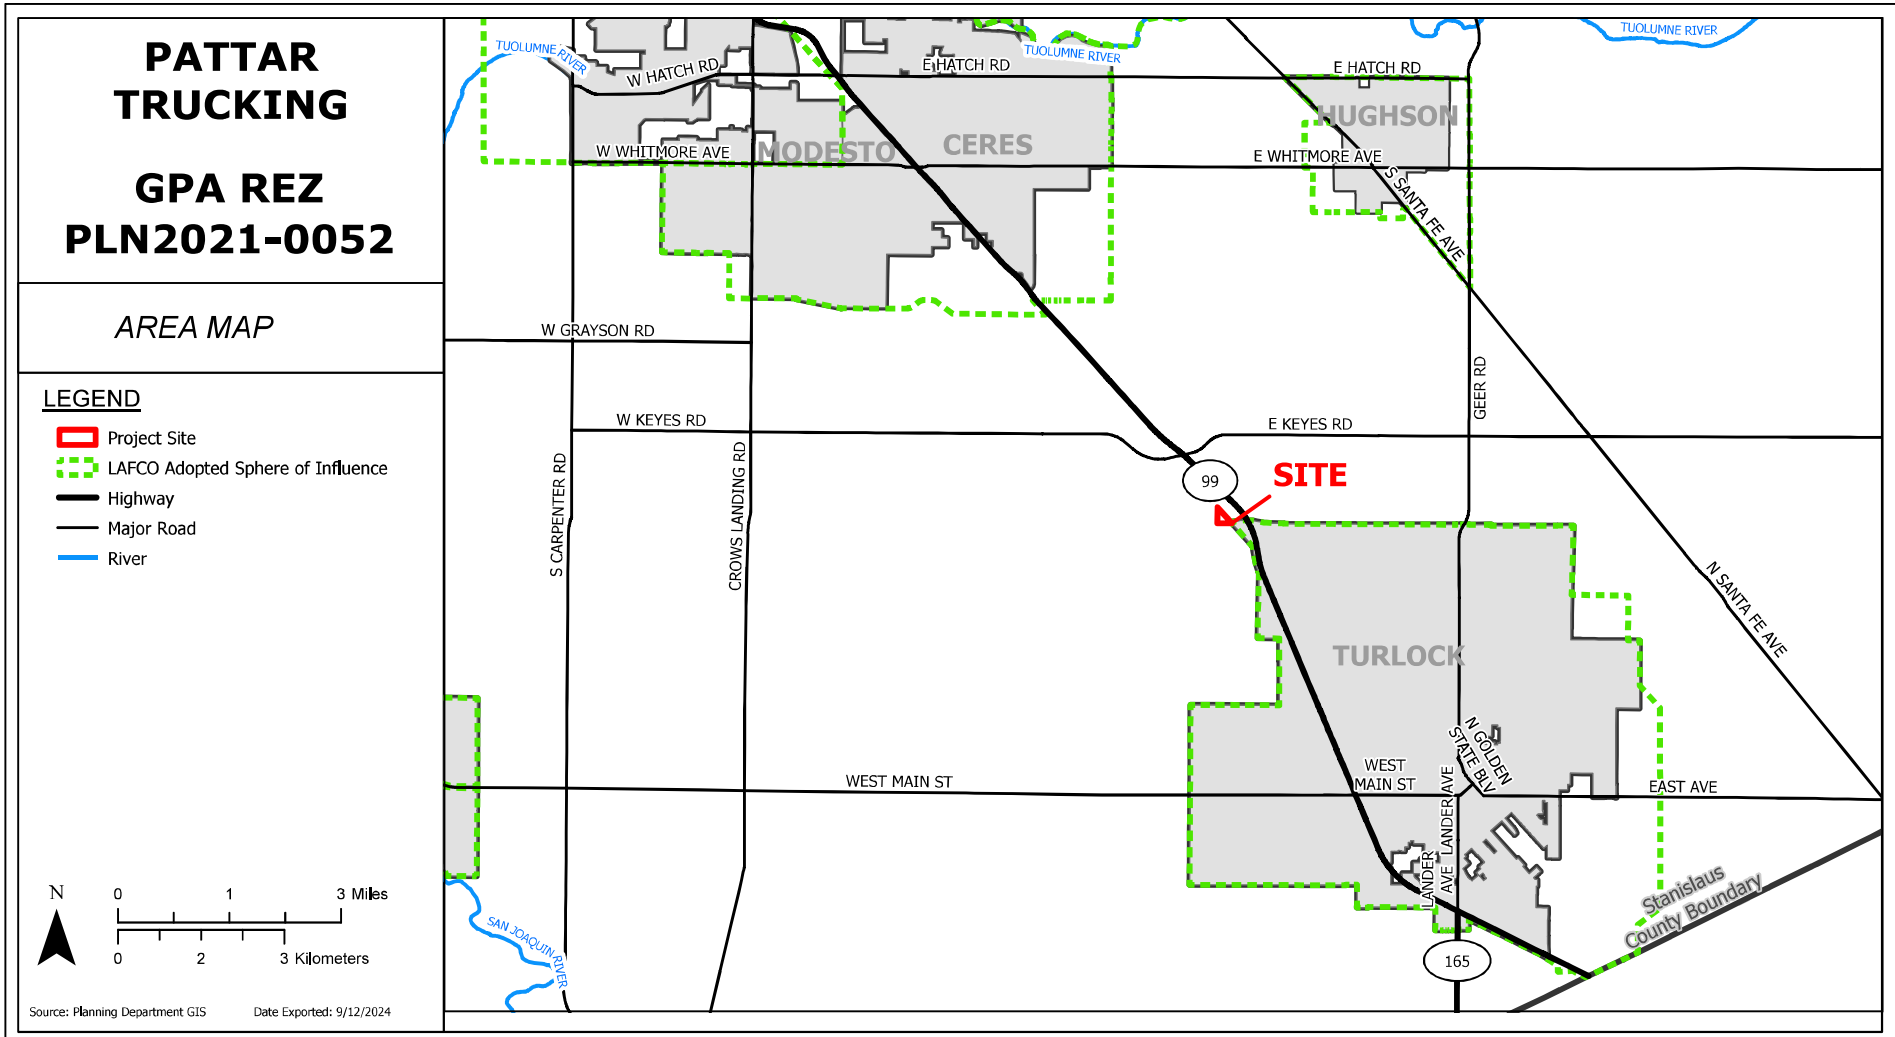 PATTAR
TRUCKING
GPA REZ
PLN2021-0052
AREA MAP
LEGEND
Project Site
LAFCO Adopted Sphere of Influence
Highway
Major Road
River
N
0 1 3 Miles
0 2 3 Kilometers
Source: Planning Department GIS Date Exported: 9/12/2024
TUOLUMNE RIVER
TUOLUMNE RIVER
TUOLUMNE RIVER
W HATCH RD
E HATCH RD
E HATCH RD
HUGHSON
MODESTO
CERES
W WHITMORE AVE
E WHITMORE AVE
S SANTA FE AVE
W GRAYSON RD
GEER RD
W KEYES RD
E KEYES RD
S CARPENTER RD
CROWS LANDING RD
99
SITE
N SANTA FE AVE
TURLOCK
N GOLDEN
STATE BLV
WEST MAIN ST
WEST
MAIN ST
EAST AVE
LANDER AVE
LANDER
AVE
Stanislaus
County Boundary
SAN JOAQUIN RIVER
165